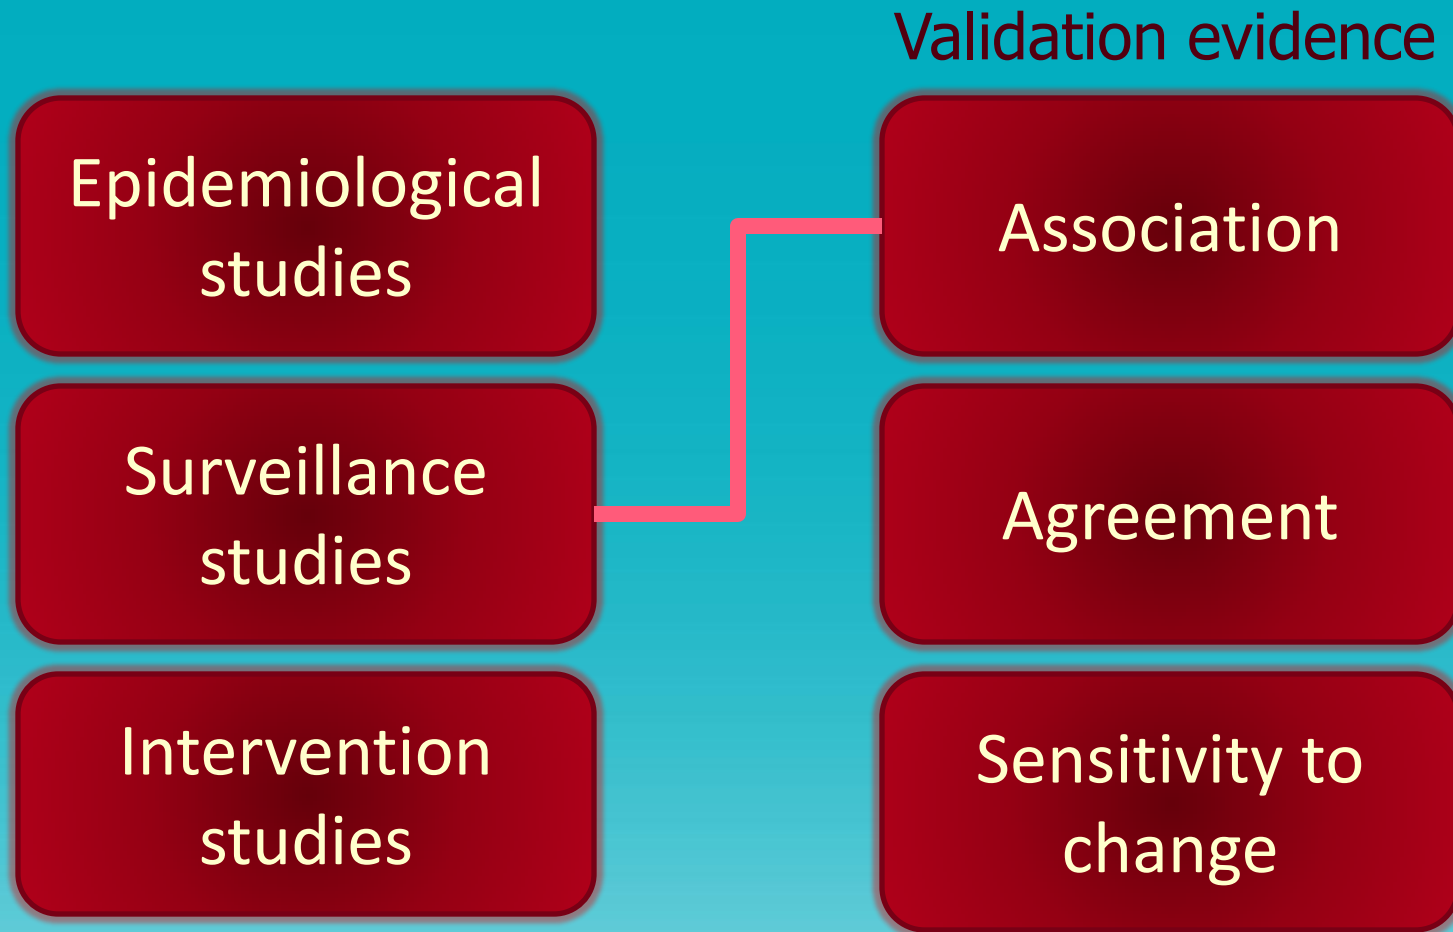 Validation evidence
Epidemiological
studies
Association
Surveillance
studies
Agreement
Intervention
studies
Sensitivity to
change